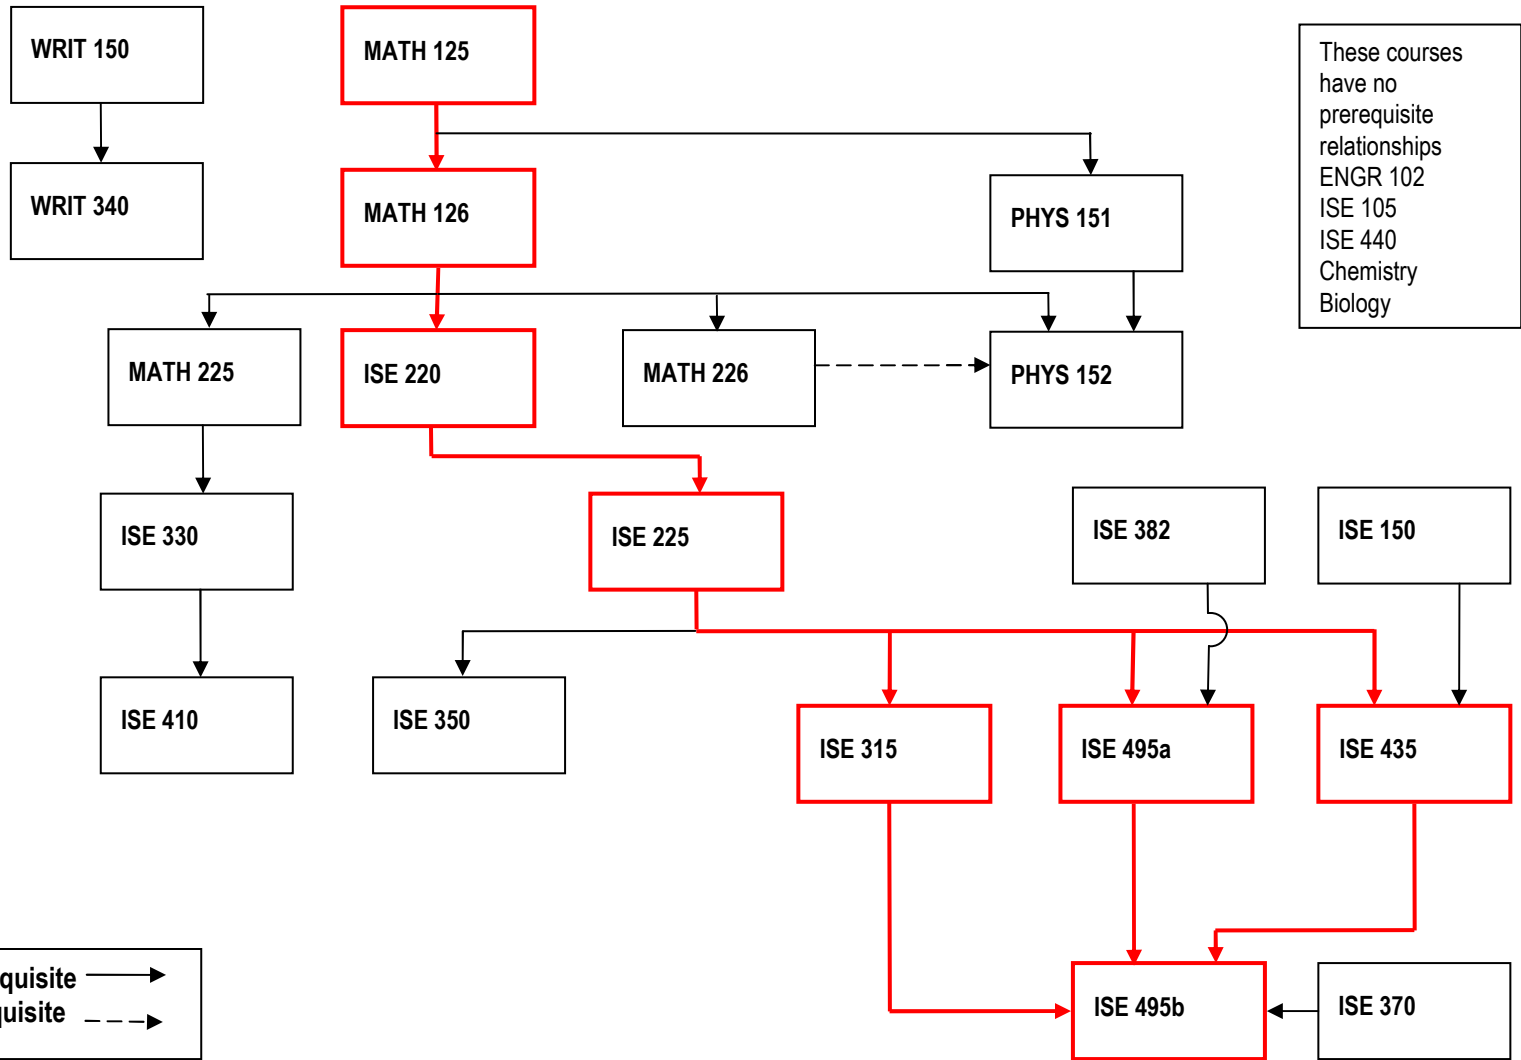 WRIT 150
MATH 125
These courses
have no
prerequisite
relationships
ENGR 102
ISE 105
ISE 440
Chemistry
Biology
WRIT 340
MATH 126
PHYS 151
MATH 225
ISE 220
MATH 226
PHYS 152
ISE 330
ISE 225
ISE 382
ISE 150
ISE 410
ISE 350
ISE 315
ISE 495a
ISE 435
quisite
quisite
ISE 495b
ISE 370